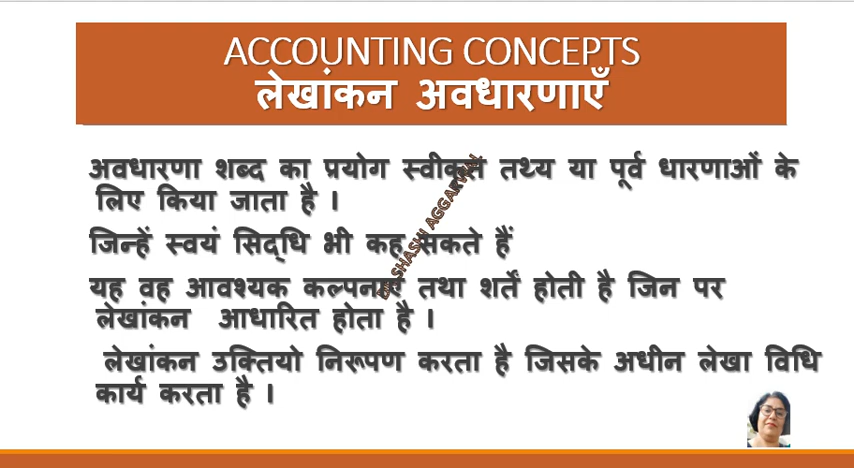 ACCOUNTING CONCEPTS
लेखांकन अवधारणाएँ
अवधारणा शब्द का प्रयोग स्वीकृत तथ्य या पूर्व धारणाओं के
लिए किया जाता है ।
जिन्हें स्वयं सिद्धि भी कह सकते हैं
यह वह आवश्यक कल्पनाएं तथा शर्तें होती है जिन पर
लेखांकन आधारित होता है ।
लेखांकन उक्तियो निरूपण करता है जिसके अधीन लेखा विधि
कार्य करता है ।
DR SHASHI AGGARWAL